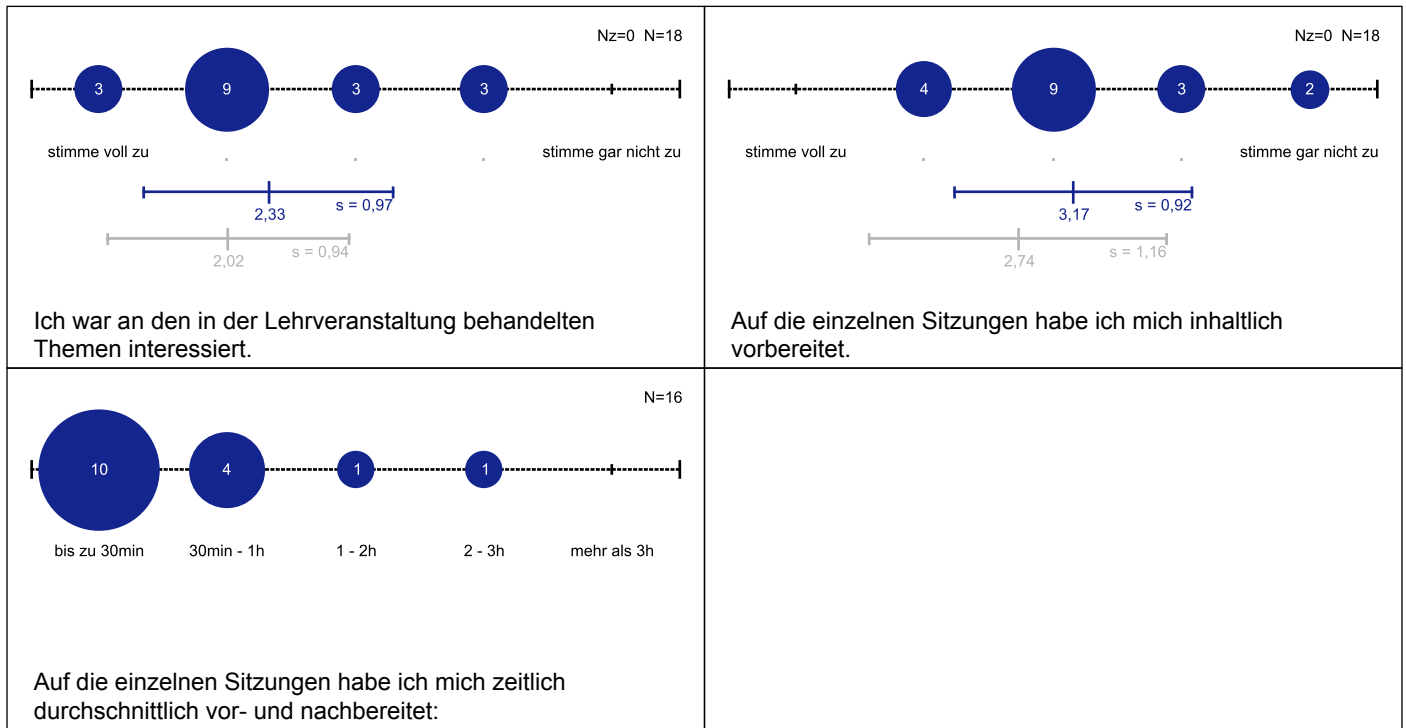 Nz=0 N=18
3 9 3 3
stimme voll zu . . . stimme gar nicht zu
s = 0,97
2,33
s = 0,94
2,02
Ich war an den in der Lehrveranstaltung behandelten
Themen interessiert.
Nz=0 N=18
4 9 3 2
stimme voll zu . . . stimme gar nicht zu
s = 0,92
3,17
s = 1,16
2,74
Auf die einzelnen Sitzungen habe ich mich inhaltlich
vorbereitet.
N=16
10 4 1 1
bis zu 30min 30min - 1h 1 - 2h 2 - 3h mehr als 3h
Auf die einzelnen Sitzungen habe ich mich zeitlich
durchschnittlich vor- und nachbereitet: